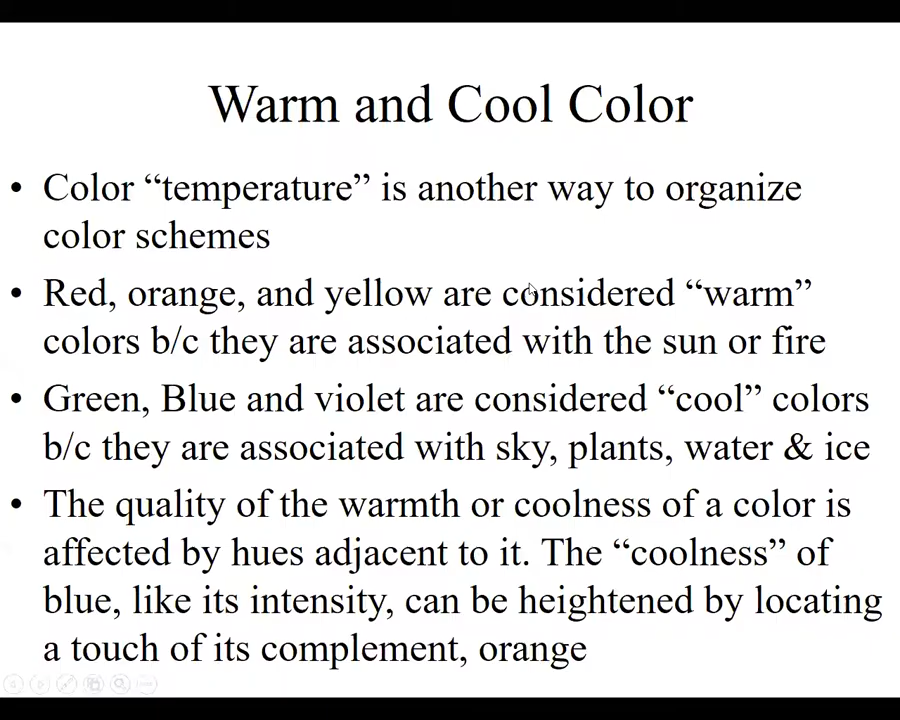 Warm and Cool Color
• Color “temperature” is another way to organize
color schemes
• Red, orange, and yellow are considered “warm”
colors b/c they are associated with the sun or fire
• Green, Blue and violet are considered “cool” colors
b/c they are associated with sky, plants, water & ice
• The quality of the warmth or coolness of a color is
affected by hues adjacent to it. The “coolness” of
blue, like its intensity, can be heightened by locating
a touch of its complement, orange